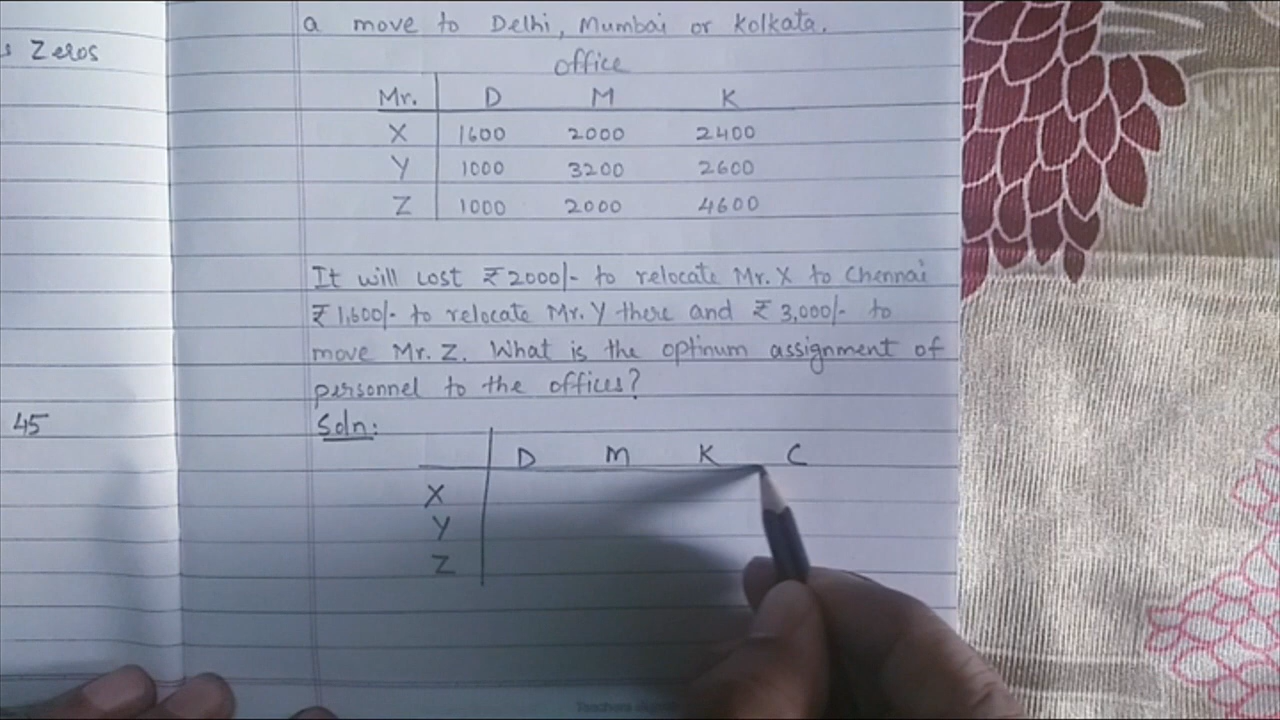 a move to Delhi, Mumbai or Kolkata.
s Zeros
office
Mr. D M K
X 1600 2000 2400
Y 1000 3200 2600
Z 1000 2000 4600
It will cost ₹2000/- to relocate Mr. X to Chennai
₹1,600/- to relocate Mr. Y there and ₹3,000/- to
move Mr. Z. What is the optinum assignment of
personnel to the offices?
45
Soln:
D M K C
X
Y
Z
Teachers